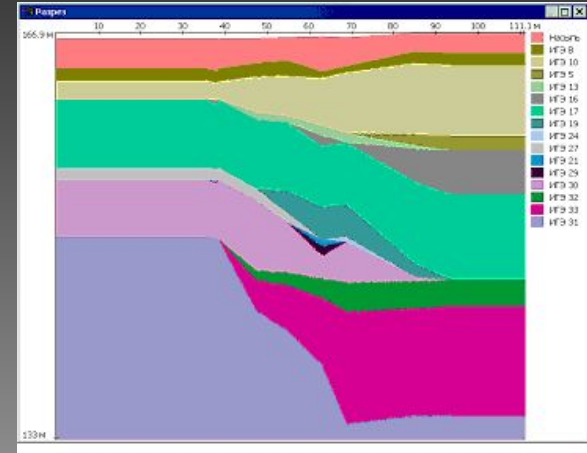 Разрез
10 20 30 40 50 60 70 80 90 100 111.1 м
166.9 м
Насыпь
ИГЭ 8
ИГЭ 10
ИГЭ 5
ИГЭ 13
ИГЭ 16
ИГЭ 17
ИГЭ 19
ИГЭ 24
ИГЭ 27
ИГЭ 21
ИГЭ 29
ИГЭ 30
ИГЭ 32
ИГЭ 33
ИГЭ 31
133 м